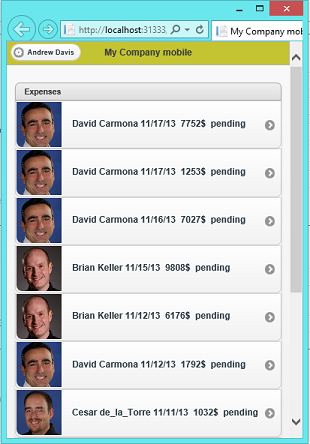 http://localhost:31333,
My Company mob
Andrew Davis
My Company mobile
Expenses
David Carmona 11/17/13 7752$ pending
David Carmona 11/17/13 1253$ pending
David Carmona 11/16/13 7027$ pending
Brian Keller 11/15/13 9808$ pending
Brian Keller 11/12/13 6176$ pending
David Carmona 11/12/13 1792$ pending
Cesar de_la_Torre 11/11/13 1032$ pending